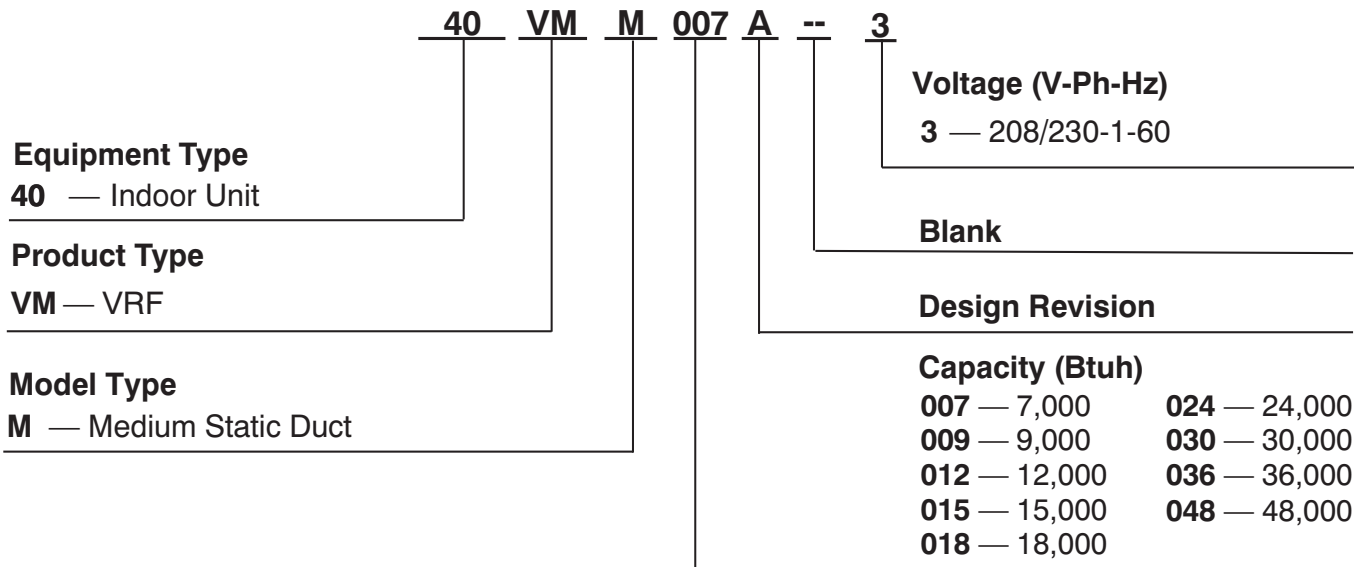 40 VM M 007 A -- 3
Equipment Type
40 — Indoor Unit
Product Type
VM — VRF
Model Type
M — Medium Static Duct
Voltage (V-Ph-Hz)
3 — 208/230-1-60
Blank
Design Revision
Capacity (Btuh)
007 — 7,000 024 — 24,000
009 — 9,000 030 — 30,000
012 — 12,000 036 — 36,000
015 — 15,000 048 — 48,000
018 — 18,000